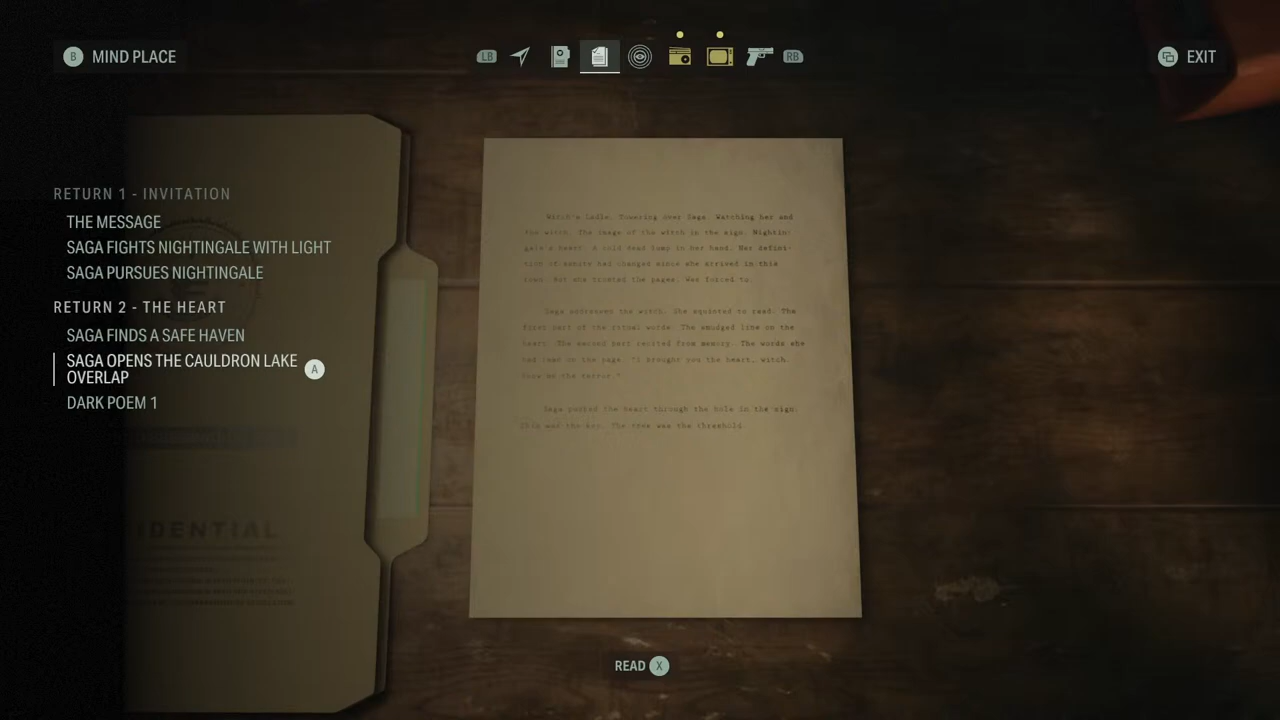 B MIND PLACE
LB
RB
EXIT
RETURN 1 - INVITATION
THE MESSAGE
SAGA FIGHTS NIGHTINGALE WITH LIGHT
SAGA PURSUES NIGHTINGALE
RETURN 2 - THE HEART
SAGA FINDS A SAFE HAVEN
SAGA OPENS THE CAULDRON LAKE
OVERLAP A
DARK POEM 1
IDENTIAL
Witch's Ladle. Towering over Saga. Watching her and
the witch. The image of the witch in the sign. Nightin-
gale's heart. A cold dead lump in her hand. Her defini-
tion of sanity had changed since she arrived in this
town. But she trusted the pages. Was forced to.
Saga addresses the witch. She squinted to read. The
first part of the ritual words. The smudged line on the
heart. The second part recited from memory. The words she
had read on the page. "I brought you the heart, witch.
Show me the terror."
Saga pushed the heart through the hole in the sign.
This was the key. The tree was the threshold.
READ X